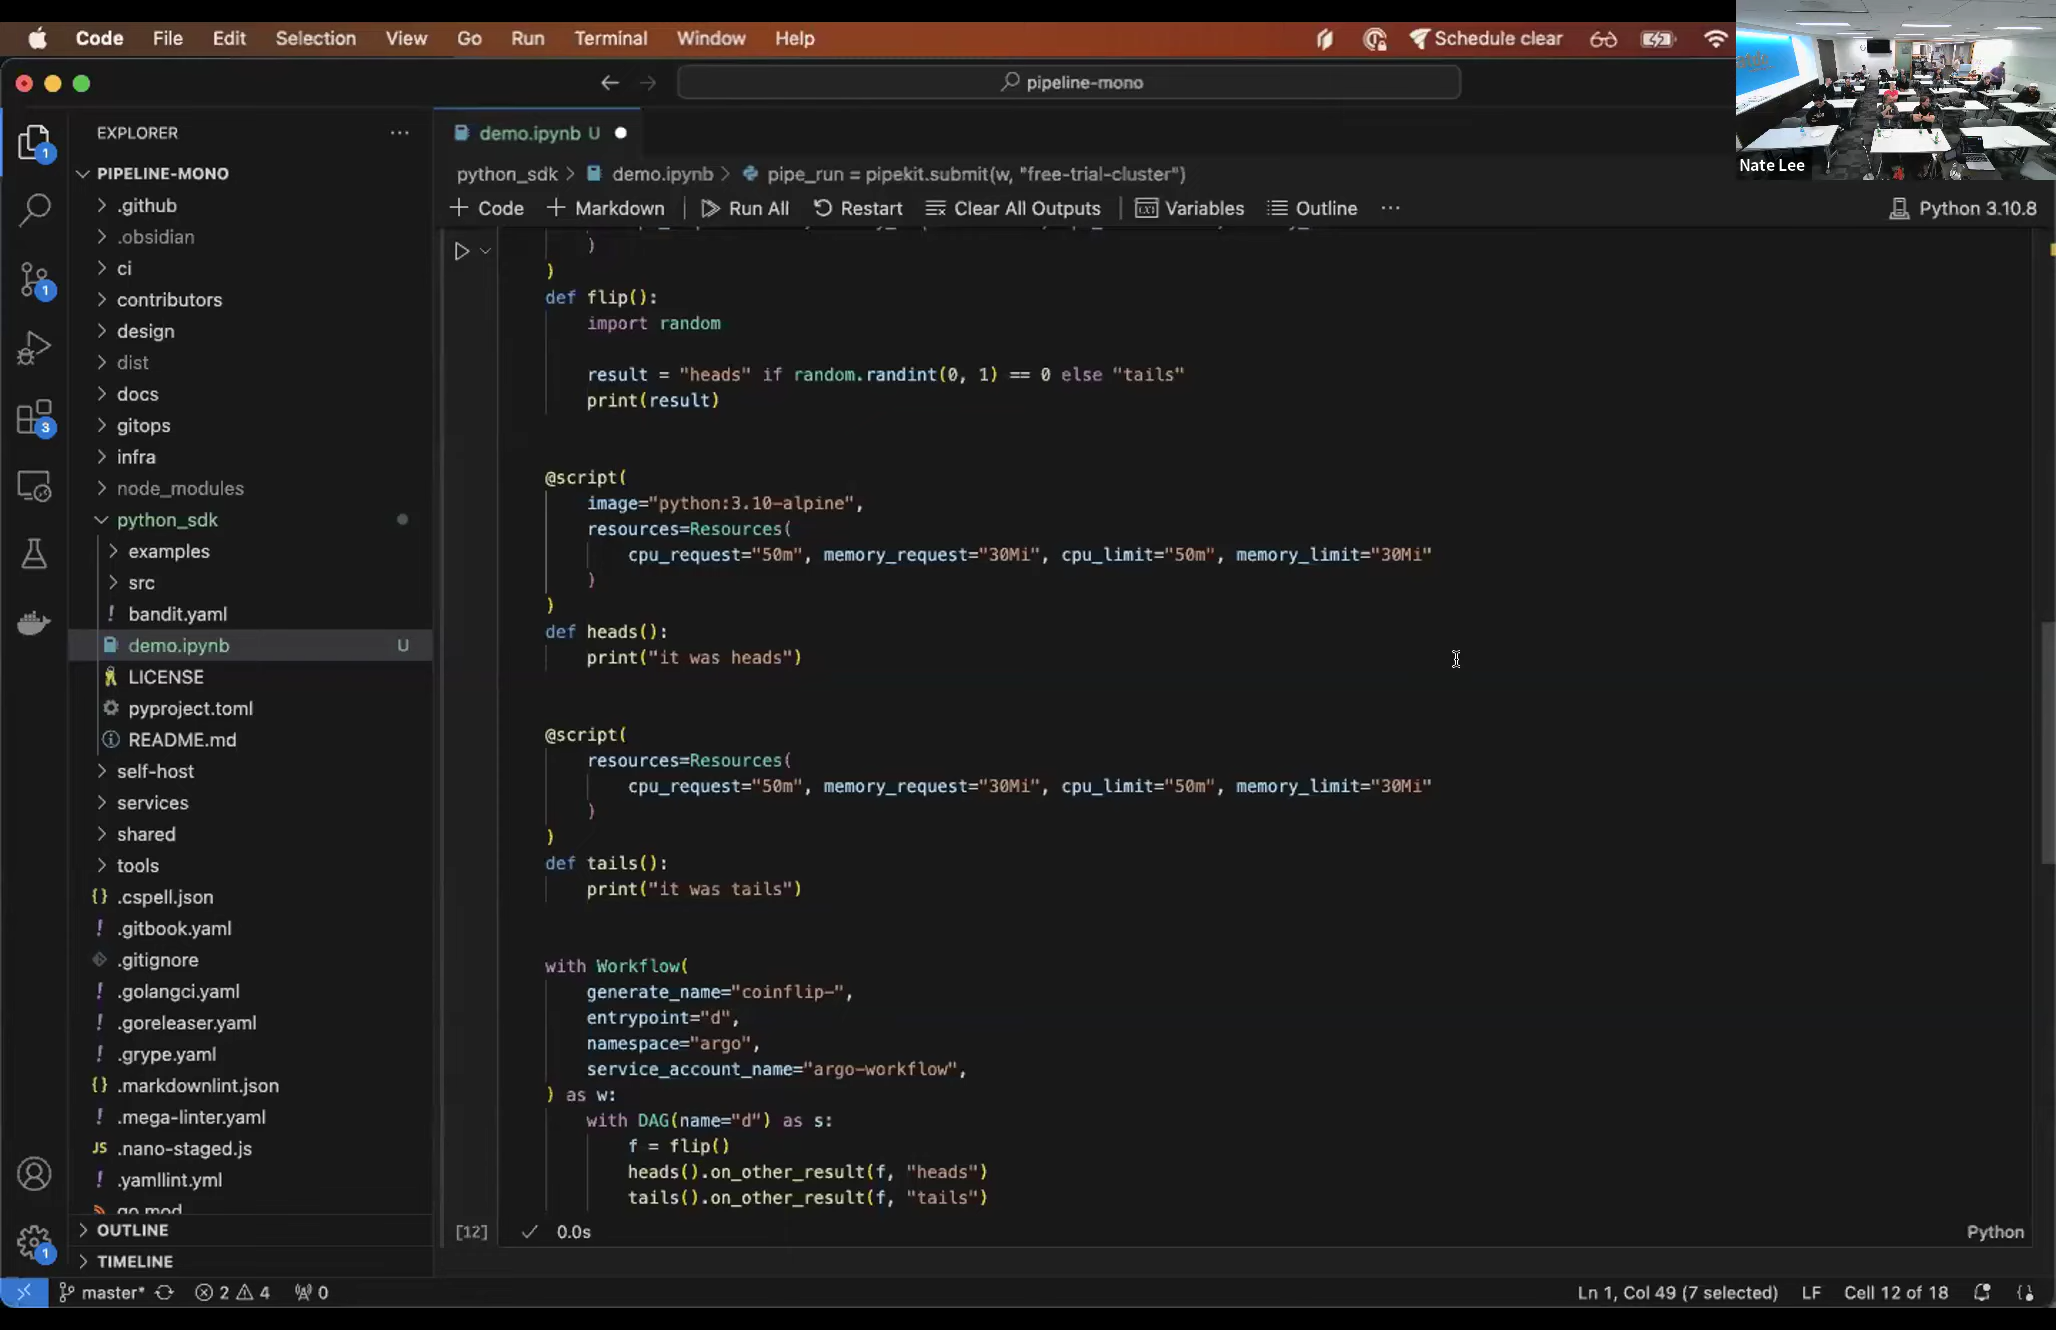 Code File Edit Selection View Go Run Terminal Window Help
Schedule clear
Nate Lee
pipeline-mono
EXPLORER
PIPELINE-MONO
.github
.obsidian
ci
contributors
design
dist
docs
gitops
infra
node_modules
python_sdk
examples
src
! bandit.yaml
demo.ipynb U
LICENSE
pyproject.toml
README.md
self-host
services
shared
tools
{} .cspell.json
! .gitbook.yaml
.gitignore
! .golangci.yaml
! .goreleaser.yaml
! .grype.yaml
{} .markdownlint.json
! .mega-linter.yaml
JS .nano-staged.js
! .yamllint.yml
go.mod
OUTLINE
TIMELINE
1
1
3
1
demo.ipynb U
python_sdk > demo.ipynb > pipe_run = pipekit.submit(w, "free-trial-cluster")
+ Code + Markdown Run All Restart Clear All Outputs Variables Outline ... Python 3.10.8
)
)
def flip():
import random
result = "heads" if random.randint(0, 1) == 0 else "tails"
print(result)
@script(
image="python:3.10-alpine",
resources=Resources(
cpu_request="50m", memory_request="30Mi", cpu_limit="50m", memory_limit="30Mi"
)
)
def heads():
print("it was heads")
@script(
resources=Resources(
cpu_request="50m", memory_request="30Mi", cpu_limit="50m", memory_limit="30Mi"
)
)
def tails():
print("it was tails")
with Workflow(
generate_name="coinflip-",
entrypoint="d",
namespace="argo",
service_account_name="argo-workflow",
) as w:
with DAG(name="d") as s:
f = flip()
heads().on_other_result(f, "heads")
tails().on_other_result(f, "tails")
[12] 0.0s Python
master* 2 4 0 Ln 1, Col 49 (7 selected) LF Cell 12 of 18